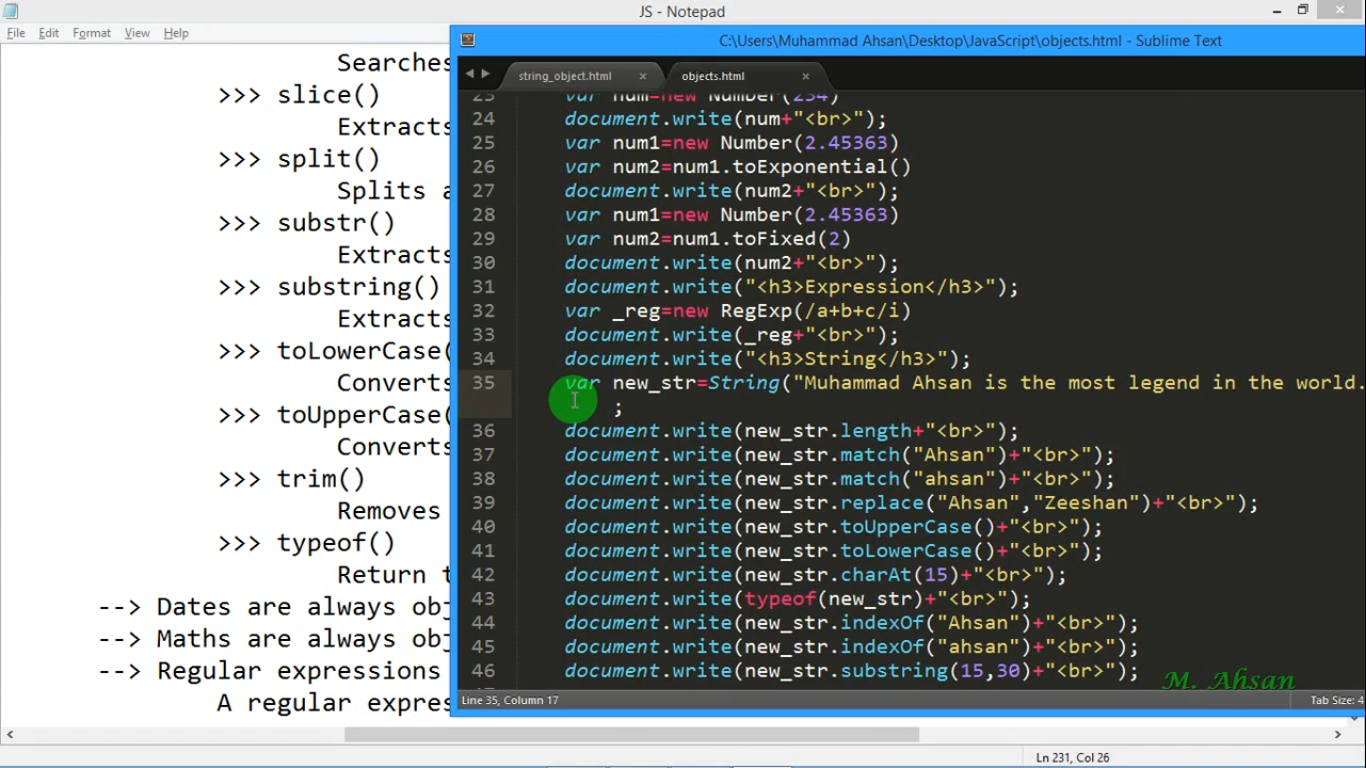 JS - Notepad
File Edit Format View Help
Searches
>>> slice()
Extracts
>>> split()
Splits a
>>> substr()
Extracts
>>> substring()
Extracts
>>> toLowerCase(
Converts
>>> toUpperCase(
Converts
>>> trim()
Removes
>>> typeof()
Return t
--> Dates are always obj
--> Maths are always obj
--> Regular expressions
A regular expres
Ln 231, Col 26
C:\Users\Muhammad Ahsan\Desktop\JavaScript\objects.html - Sublime Text
string_object.html × objects.html ×
23 var num=new Number(234)
24 document.write(num+"<br>");
25 var num1=new Number(2.45363)
26 var num2=num1.toExponential()
27 document.write(num2+"<br>");
28 var num1=new Number(2.45363)
29 var num2=num1.toFixed(2)
30 document.write(num2+"<br>");
31 document.write("<h3>Expression</h3>");
32 var _reg=new RegExp(/a+b+c/i)
33 document.write(_reg+"<br>");
34 document.write("<h3>String</h3>");
35 var new_str=String("Muhammad Ahsan is the most legend in the world.
;
36 document.write(new_str.length+"<br>");
37 document.write(new_str.match("Ahsan")+"<br>");
38 document.write(new_str.match("ahsan")+"<br>");
39 document.write(new_str.replace("Ahsan","Zeeshan")+"<br>");
40 document.write(new_str.toUpperCase()+"<br>");
41 document.write(new_str.toLowerCase()+"<br>");
42 document.write(new_str.charAt(15)+"<br>");
43 document.write(typeof(new_str)+"<br>");
44 document.write(new_str.indexOf("Ahsan")+"<br>");
45 document.write(new_str.indexOf("ahsan")+"<br>");
46 document.write(new_str.substring(15,30)+"<br>");
M. Ahsan
Line 35, Column 17
Tab Size: 4